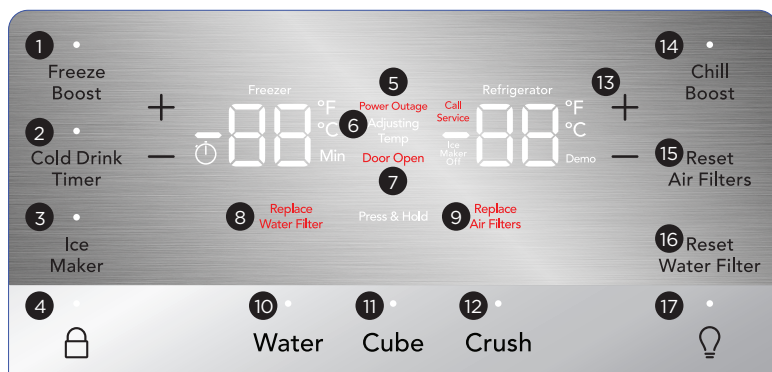 1
Freeze
Boost
2
Cold Drink
Timer
3
Ice
Maker
4
+
−
Freezer
88
°F
°C
Min
5
Power Outage
6
Adjusting
Temp
Door Open
7
Call
Service
Refrigerator
Ice
Maker
Off
88
°F
°C
Demo
13
+
−
8
Replace
Water Filter
Press & Hold
9
Replace
Air Filters
14
Chill
Boost
15
Reset
Air Filters
16
Reset
Water Filter
10
Water
11
Cube
12
Crush
17